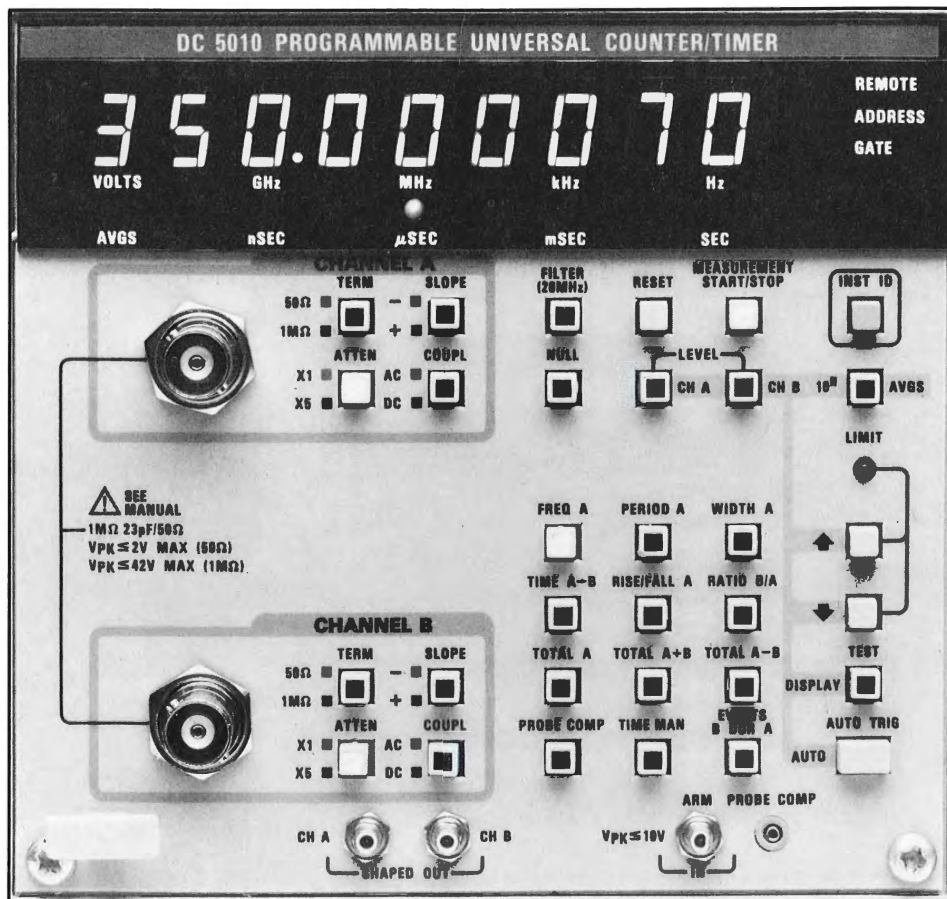 DC 5010 PROGRAMMABLE UNIVERSAL COUNTER/TIMER
350.000070
REMOTE
ADDRESS
GATE
VOLTS GHz MHz kHz Hz
AVGS nSEC µSEC mSEC SEC
CHANNEL A
TERM SLOPE
50Ω −
1MΩ +
ATTEN COUPL
X1 AC
X5 DC
FILTER
(20MHz)
RESET
MEASUREMENT
START/STOP
INST ID
NULL
LEVEL
CH A CH B
10ᴺ AVGS
LIMIT
SEE
MANUAL
1MΩ 23pF/50Ω
VPK≤2V MAX (50Ω)
VPK≤42V MAX (1MΩ)
FREQ A PERIOD A WIDTH A
TIME A→B RISE/FALL A RATIO B/A
TOTAL A TOTAL A+B TOTAL A−B
PROBE COMP TIME MAN EVENTS
B DUR A
TEST
DISPLAY
AUTO TRIG
AUTO
CHANNEL B
TERM SLOPE
50Ω −
1MΩ +
ATTEN COUPL
X1 AC
X5 DC
CH A CH B
SHAPED OUT
ARM PROBE COMP
VPK≤10V
IN